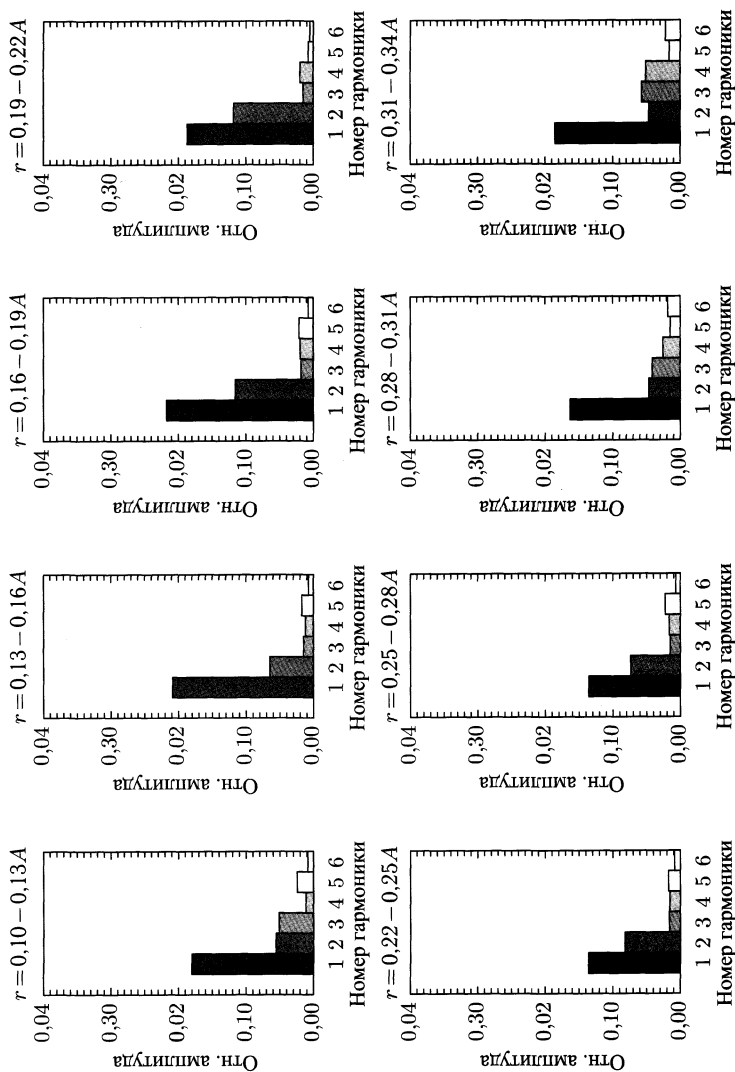 r = 0,10 − 0,13A
0,04
0,30
0,02
0,10
0,00
Отн. амплитуда
1 2 3 4 5 6
Номер гармоники
r = 0,13 − 0,16A
0,04
0,30
0,02
0,10
0,00
Отн. амплитуда
1 2 3 4 5 6
Номер гармоники
r = 0,16 − 0,19A
0,04
0,30
0,02
0,10
0,00
Отн. амплитуда
1 2 3 4 5 6
Номер гармоники
r = 0,19 − 0,22A
0,04
0,30
0,02
0,10
0,00
Отн. амплитуда
1 2 3 4 5 6
Номер гармоники
r = 0,22 − 0,25A
0,04
0,30
0,02
0,10
0,00
Отн. амплитуда
1 2 3 4 5 6
Номер гармоники
r = 0,25 − 0,28A
0,04
0,30
0,02
0,10
0,00
Отн. амплитуда
1 2 3 4 5 6
Номер гармоники
r = 0,28 − 0,31A
0,04
0,30
0,02
0,10
0,00
Отн. амплитуда
1 2 3 4 5 6
Номер гармоники
r = 0,31 − 0,34A
0,04
0,30
0,02
0,10
0,00
Отн. амплитуда
1 2 3 4 5 6
Номер гармоники